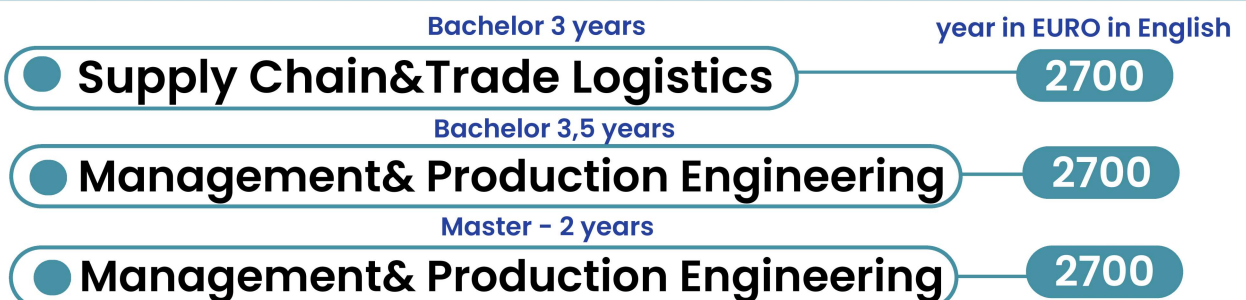 Bachelor 3 years
year in EURO in English
Supply Chain&Trade Logistics
2700
Bachelor 3,5 years
Management& Production Engineering
2700
Master - 2 years
Management& Production Engineering
2700